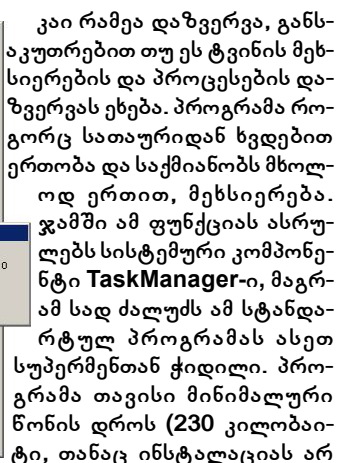 კაი რამეა დაზვერვა, განს-
აკუთრებით თუ ეს ტვინის მეხ-
სიერების და პროცესების და-
ზვერვას ეხება. პროგრამა რო-
გორც სათაურიდან ხვდებით
ერთობა და საქმიანობს მხოლ-
ოდ ერთით, მეხსიერება.
ჯამში ამ ფუნქციას ასრუ-
ლებს სისტემური კომპონე-
ნტი TaskManager-ი, მაგრ-
ამ სად ძალუძს ამ სტანდა-
რტულ პროგრამას ასეთ
სუპერმენთან ჭიდილი. პრო-
გრამა თავისი მინიმალური
წონის დროს (230 კილობაი-
ტი, თანაც ინსტალაციას არ